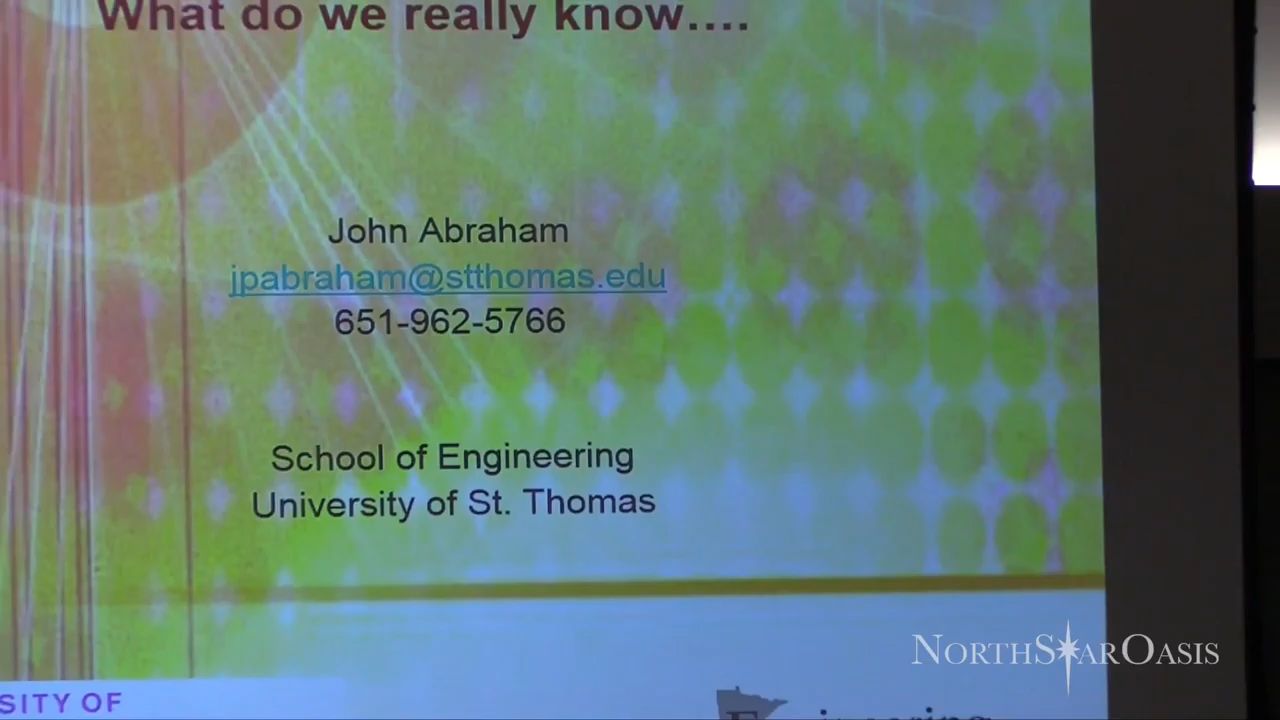 What do we really know....
John Abraham
jpabraham@stthomas.edu
651-962-5766
School of Engineering
University of St. Thomas
NORTHSTAROASIS
SITY OF
Engineering